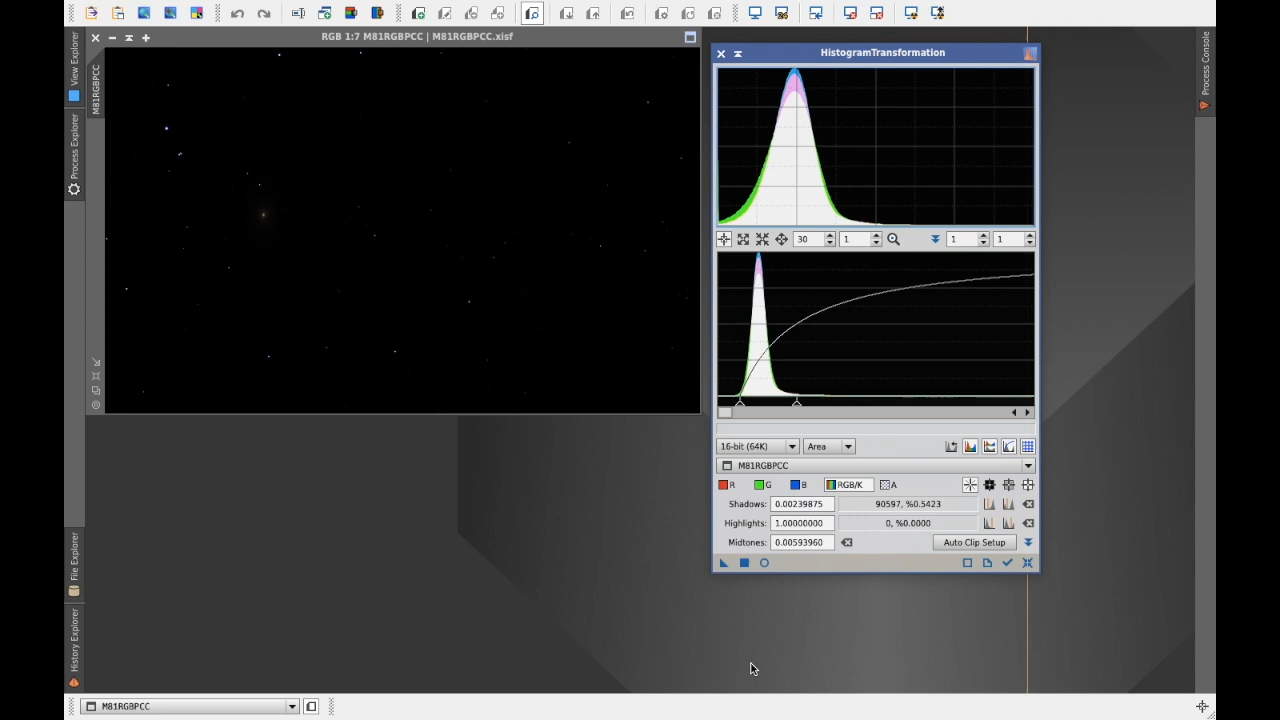 RGB 1:7 M81RGBPCC | M81RGBPCC.xisf
View Explorer
M81RGBPCC
Process Explorer
File Explorer
History Explorer
Process Console
HistogramTransformation
30
1
1
1
16-bit (64K)
Area
M81RGBPCC
R
G
B
RGB/K
A
Shadows: 0.00239875 90597, %0.5423
Highlights: 1.00000000 0, %0.0000
Midtones: 0.00593960 Auto Clip Setup
M81RGBPCC